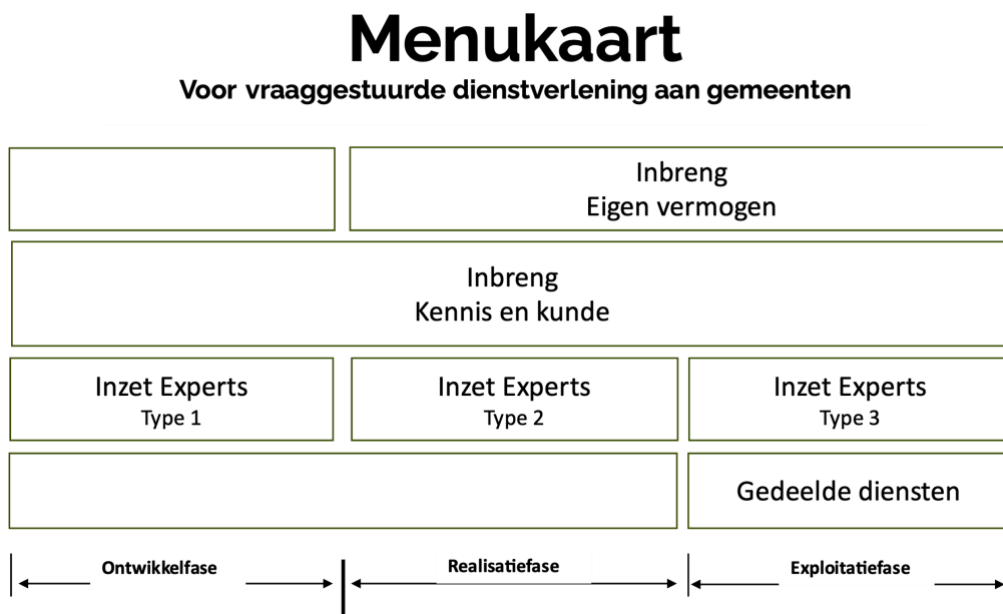 Menukaart
Voor vraaggestuurde dienstverlening aan gemeenten
Inbreng
Eigen vermogen
Inbreng
Kennis en kunde
Inzet Experts
Type 1
Inzet Experts
Type 2
Inzet Experts
Type 3
Gedeelde diensten
Ontwikkelfase
Realisatiefase
Exploitatiefase